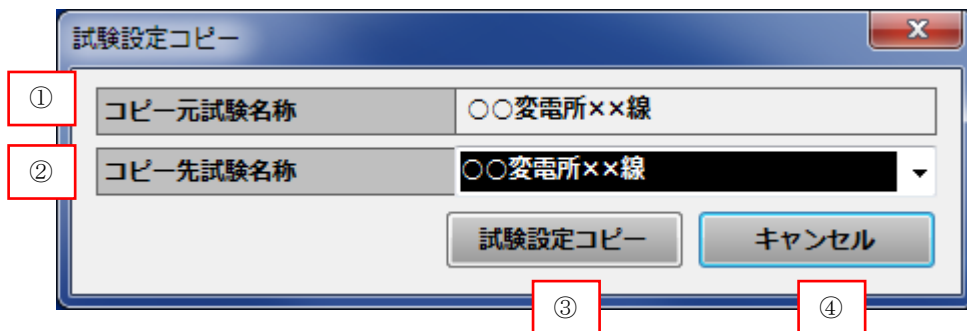 試験設定コピー
① コピー元試験名称 ○○変電所××線
② コピー先試験名称 ○○変電所××線
試験設定コピー キャンセル
③ ④